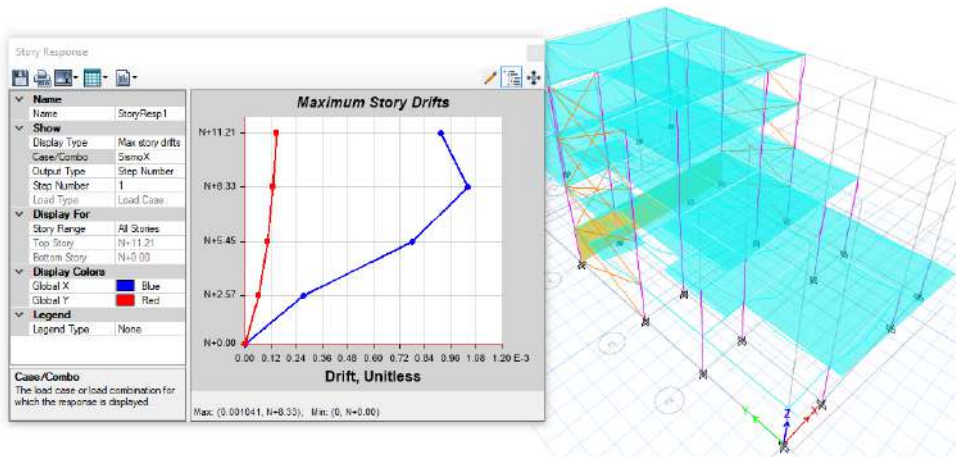 Story Response
Name
Name StoryResp1
Show
Display Type Max story drifts
Case/Combo SismoX
Output Type Step Number
Step Number 1
Load Type Load Case
Display For
Story Range All Stories
Top Story N+11.21
Bottom Story N+0.00
Display Colors
Global X Blue
Global Y Red
Legend
Legend Type None
Case/Combo
The load case or load combination for
which the response is displayed
Maximum Story Drifts
N+11.21
N+8.33
N+5.45
N+2.57
N+0.00
0.00 0.12 0.24 0.36 0.48 0.60 0.72 0.84 0.96 1.08 1.20 E-3
Drift, Unitless
Max: (0.001041, N+8.33); Min: (0, N+0.00)
Y Z X